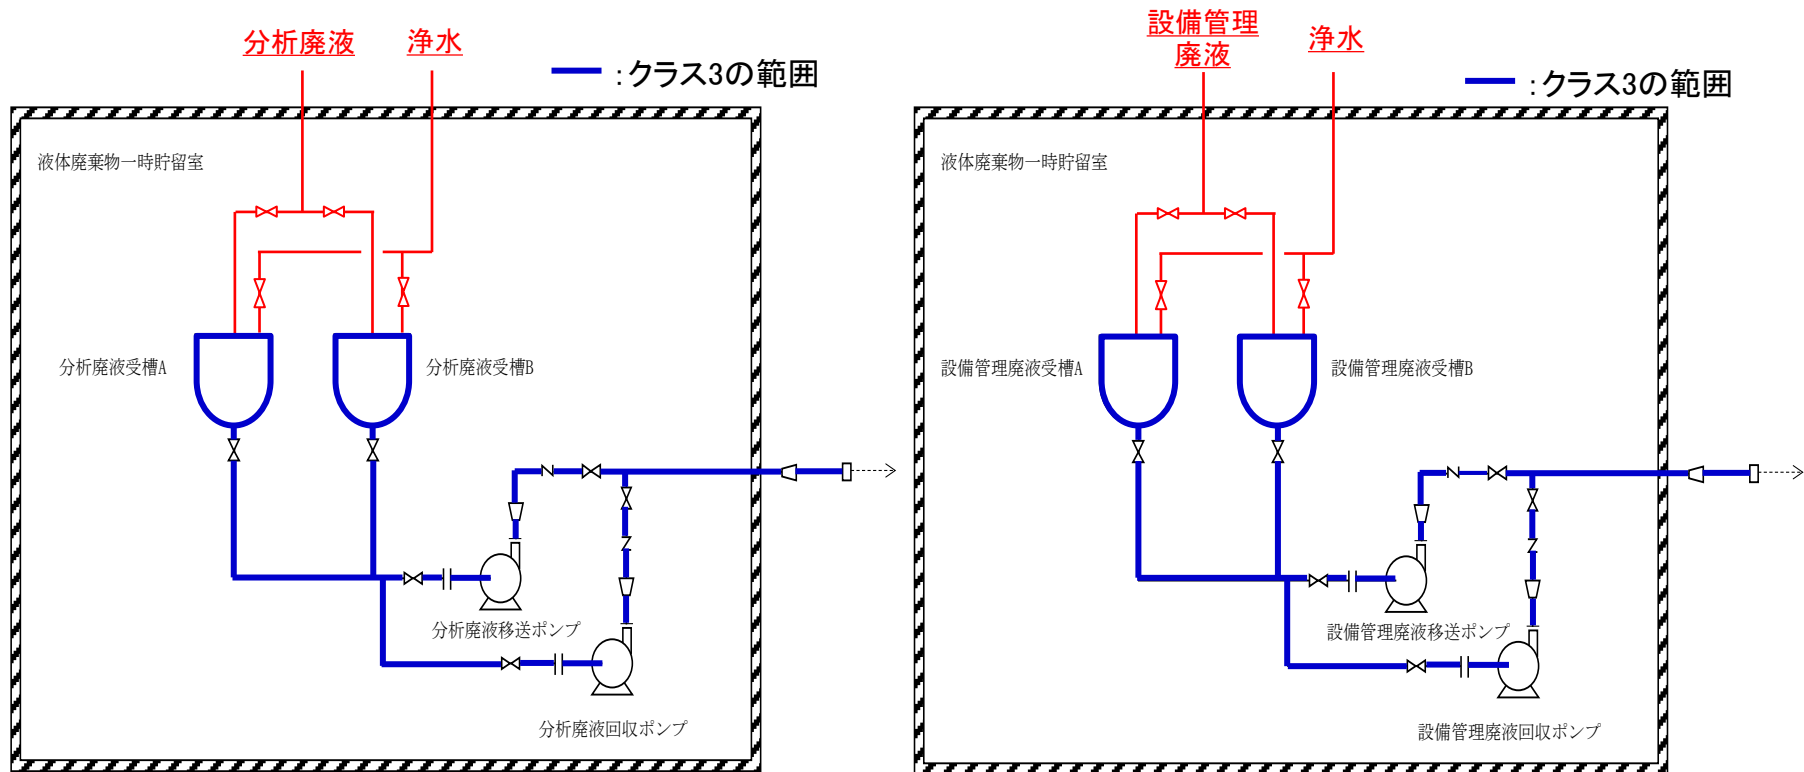 分析廃液
浄水
:クラス3の範囲
液体廃棄物一時貯留室
分析廃液受槽A
分析廃液受槽B
分析廃液移送ポンプ
分析廃液回収ポンプ
設備管理
廃液
浄水
:クラス3の範囲
液体廃棄物一時貯留室
設備管理廃液受槽A
設備管理廃液受槽B
設備管理廃液移送ポンプ
設備管理廃液回収ポンプ